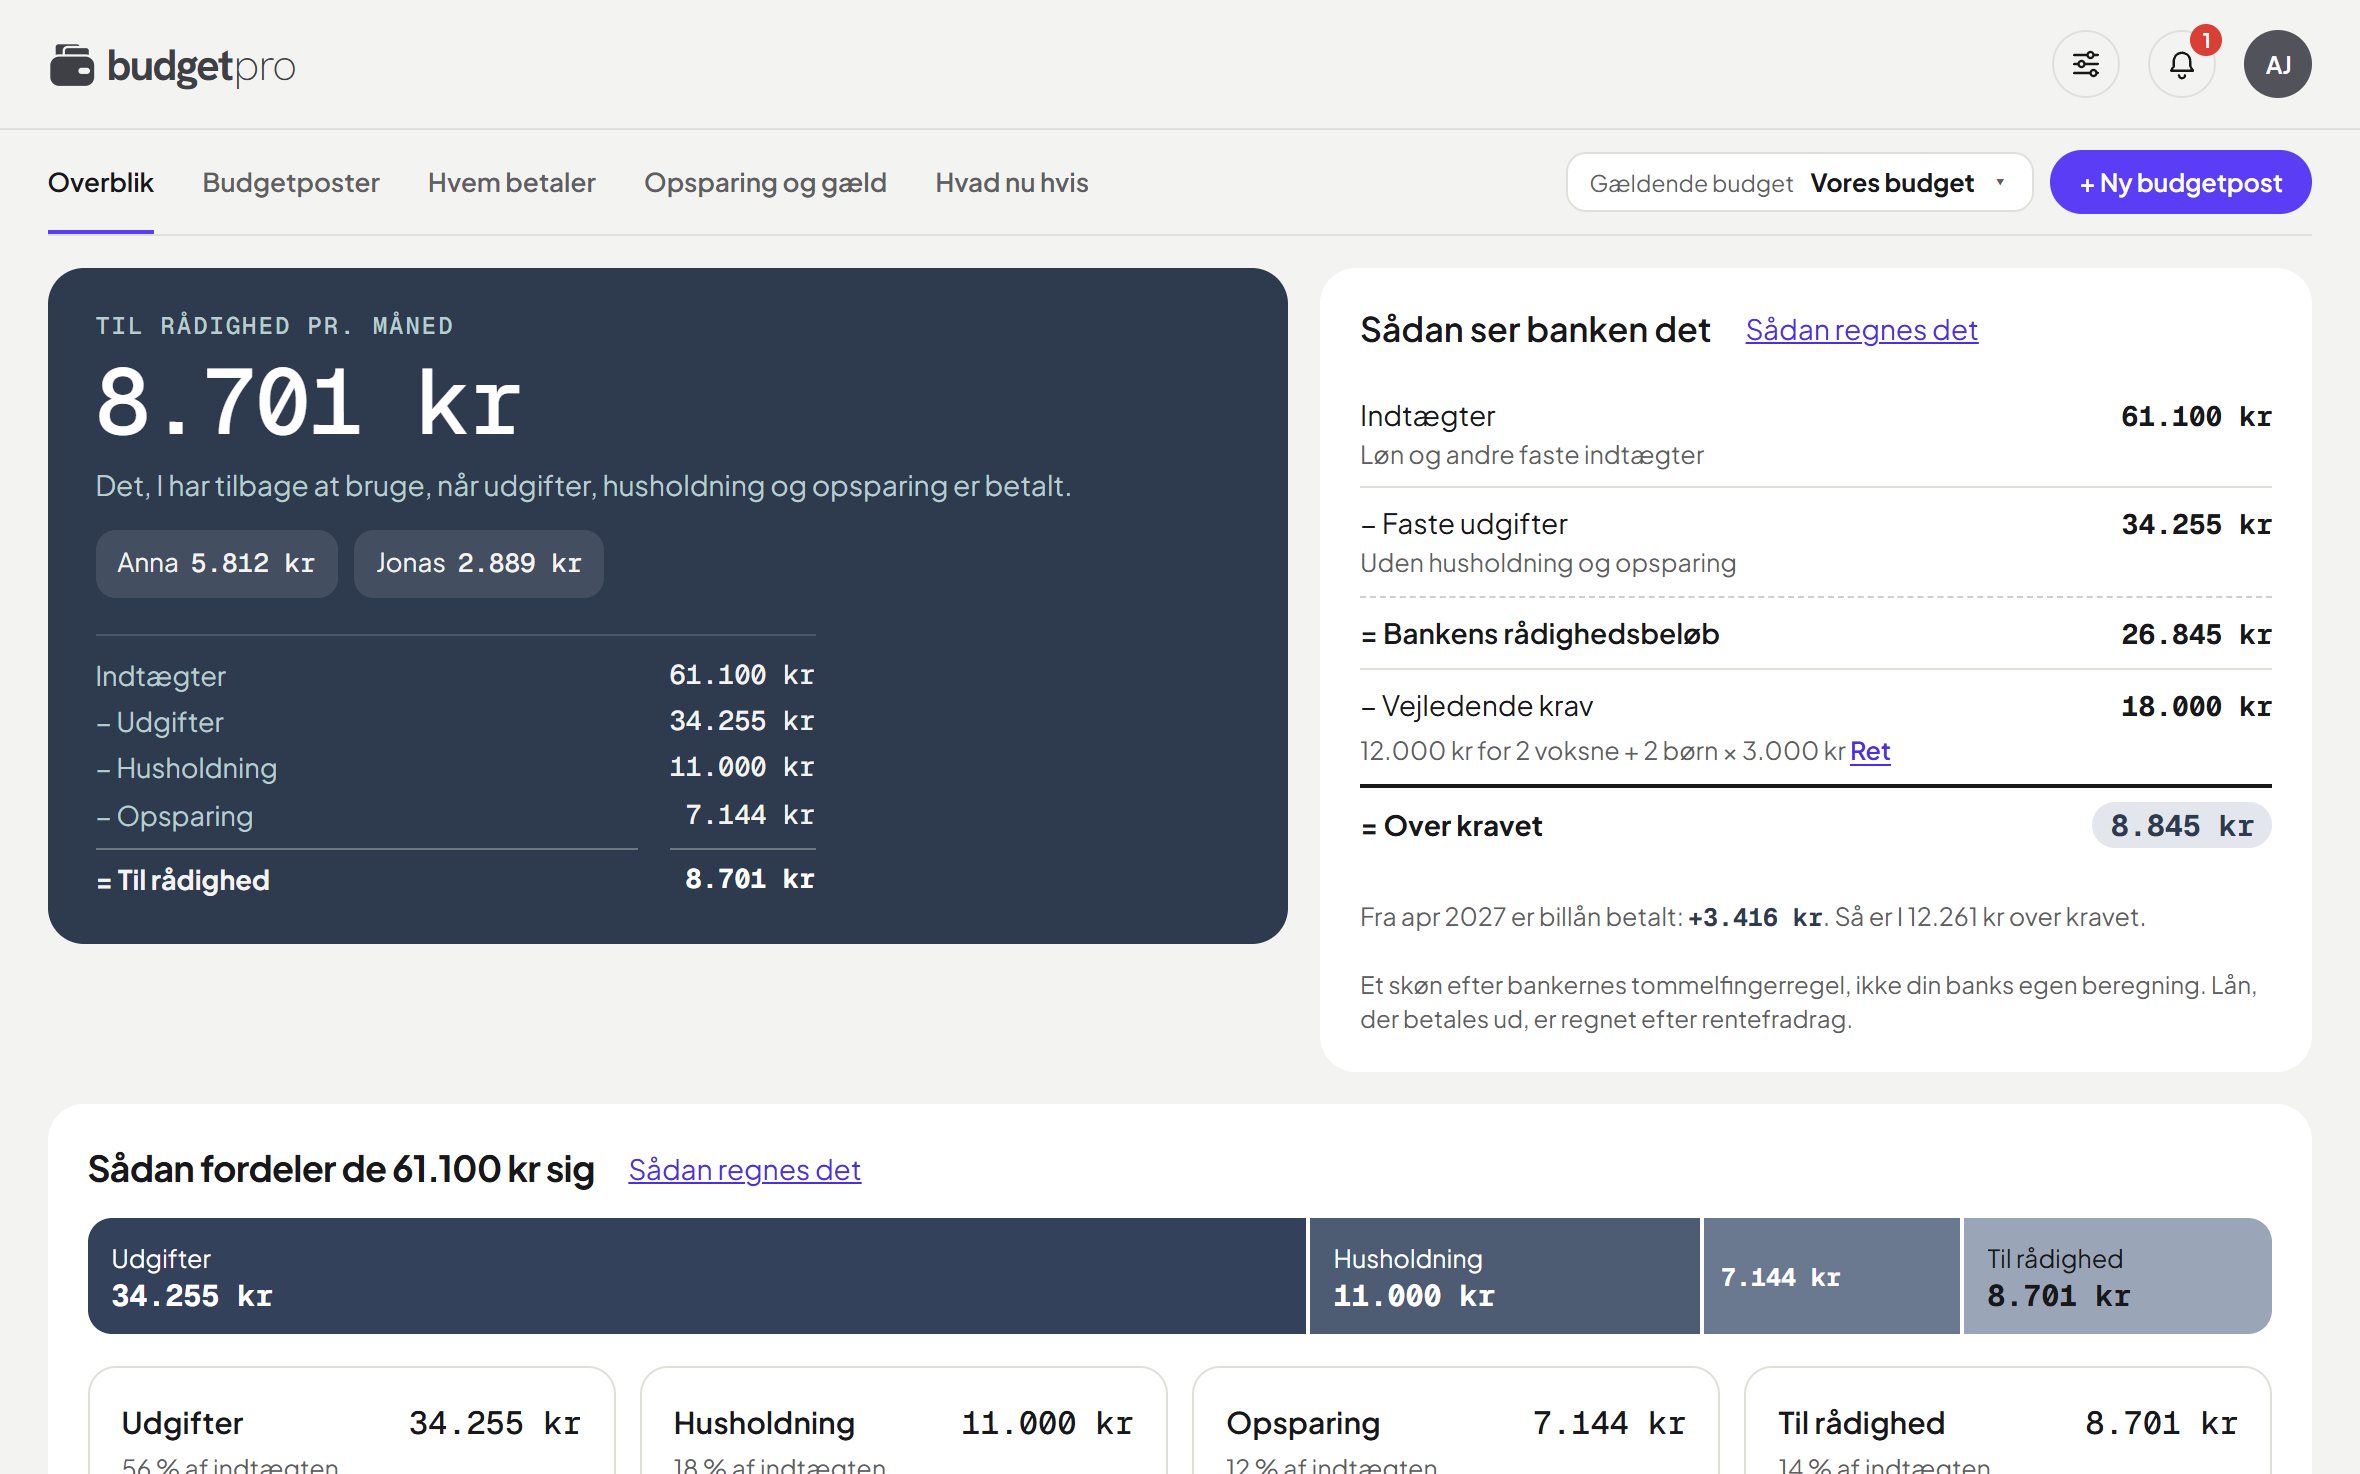 budgetpro
1
AJ
Overblik
Budgetposter
Hvem betaler
Opsparing og gæld
Hvad nu hvis
Gældende budget Vores budget
+ Ny budgetpost
TIL RÅDIGHED PR. MÅNED
8.701 kr
Det, I har tilbage at bruge, når udgifter, husholdning og opsparing er betalt.
Anna 5.812 kr
Jonas 2.889 kr
Indtægter 61.100 kr
– Udgifter 34.255 kr
– Husholdning 11.000 kr
– Opsparing 7.144 kr
= Til rådighed 8.701 kr
Sådan ser banken det Sådan regnes det
Indtægter 61.100 kr
Løn og andre faste indtægter
– Faste udgifter 34.255 kr
Uden husholdning og opsparing
= Bankens rådighedsbeløb 26.845 kr
– Vejledende krav 18.000 kr
12.000 kr for 2 voksne + 2 børn × 3.000 kr Ret
= Over kravet 8.845 kr
Fra apr 2027 er billån betalt: +3.416 kr. Så er I 12.261 kr over kravet.
Et skøn efter bankernes tommelfingerregel, ikke din banks egen beregning. Lån,
der betales ud, er regnet efter rentefradrag.
Sådan fordeler de 61.100 kr sig Sådan regnes det
Udgifter
34.255 kr
Husholdning
11.000 kr
7.144 kr
Til rådighed
8.701 kr
Udgifter 34.255 kr
56 % af indtægten
Husholdning 11.000 kr
18 % af indtægten
Opsparing 7.144 kr
12 % af indtægten
Til rådighed 8.701 kr
14 % af indtægten